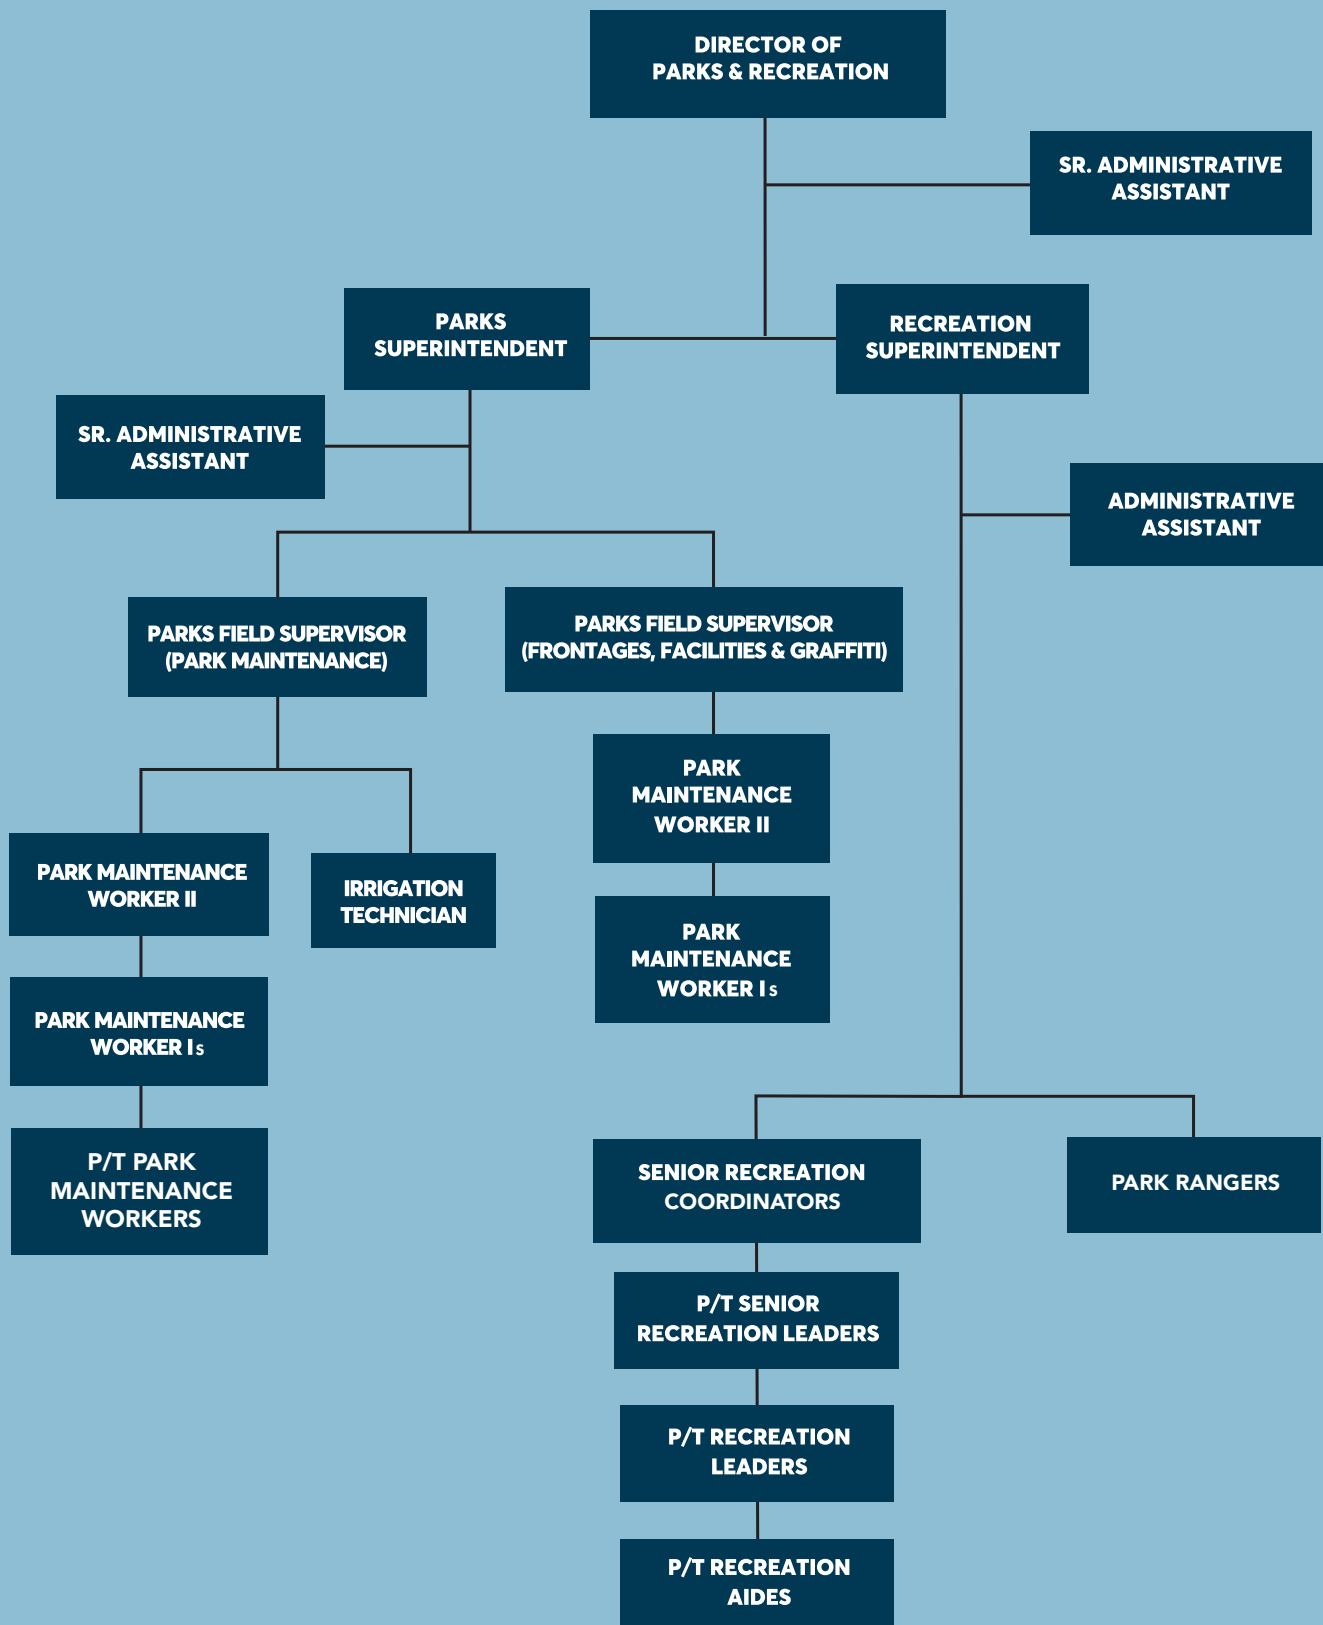 DIRECTOR OF
PARKS & RECREATION
SR. ADMINISTRATIVE
ASSISTANT
PARKS
SUPERINTENDENT
RECREATION
SUPERINTENDENT
SR. ADMINISTRATIVE
ASSISTANT
ADMINISTRATIVE
ASSISTANT
PARKS FIELD SUPERVISOR
(PARK MAINTENANCE)
PARKS FIELD SUPERVISOR
(FRONTAGES, FACILITIES & GRAFFITI)
PARK
MAINTENANCE
WORKER II
PARK MAINTENANCE
WORKER II
IRRIGATION
TECHNICIAN
PARK
MAINTENANCE
WORKER I s
PARK MAINTENANCE
WORKER I s
P/T PARK
MAINTENANCE
WORKERS
SENIOR RECREATION
COORDINATORS
PARK RANGERS
P/T SENIOR
RECREATION LEADERS
P/T RECREATION
LEADERS
P/T RECREATION
AIDES